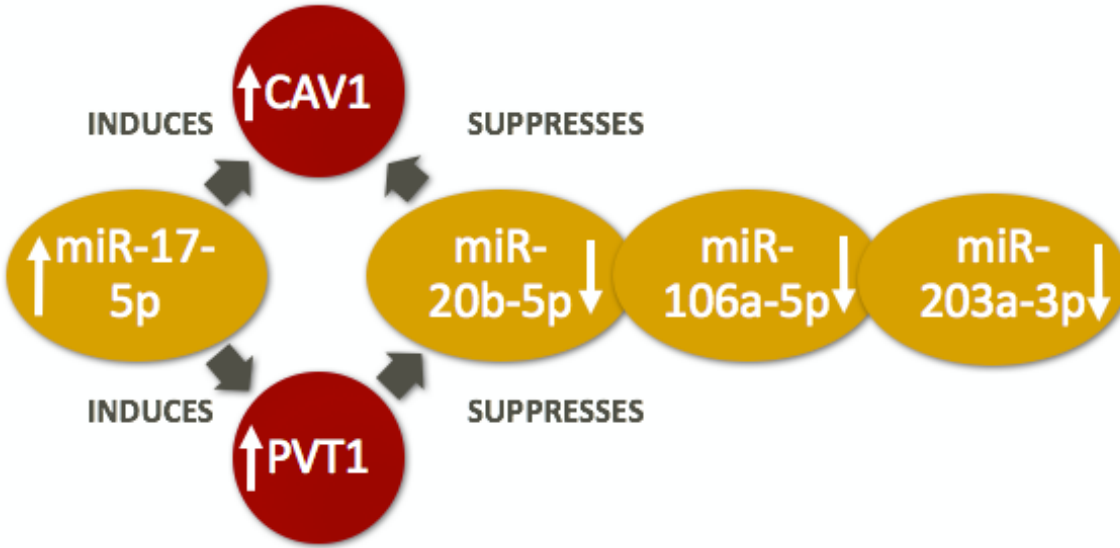 CAV1
INDUCES
SUPPRESSES
miR-17-
5p
miR-
20b-5p
miR-
106a-5p
miR-
203a-3p
INDUCES
SUPPRESSES
PVT1